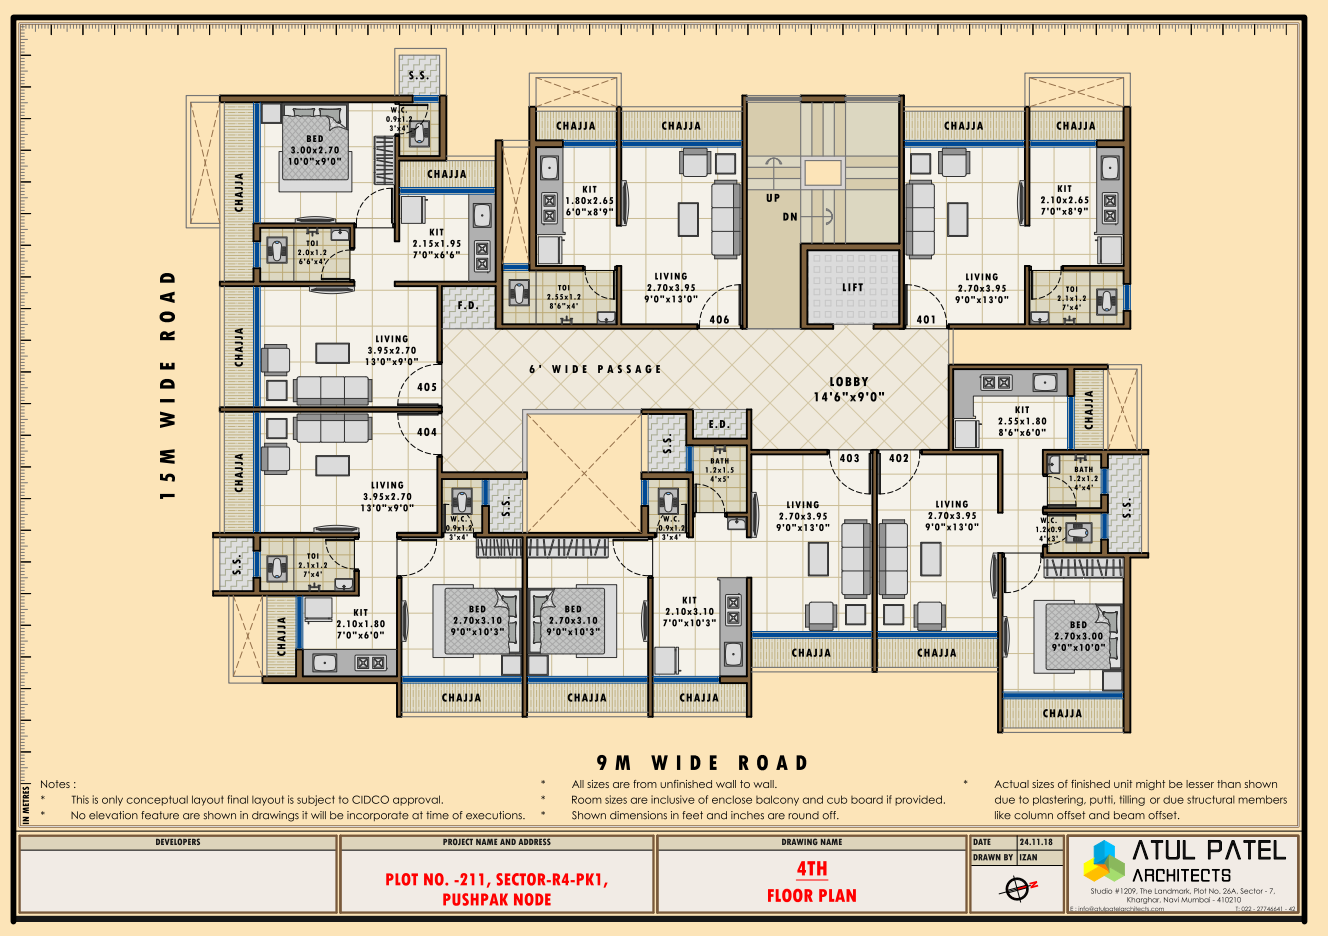 S.S.
W.C.
0.9x1.2
3'x4'
BED
3.00x2.70
10'0"x9'0"
CHAJJA
CHAJJA
TOI
2.0x1.2
6'6"x4'
KIT
2.15x1.95
7'0"x6'6"
CHAJJA
CHAJJA
KIT
1.80x2.65
6'0"x8'9"
TOI
2.55x1.2
8'6"x4'
LIVING
2.70x3.95
9'0"x13'0"
406
UP
DN
LIFT
CHAJJA
CHAJJA
KIT
2.10x2.65
7'0"x8'9"
LIVING
2.70x3.95
9'0"x13'0"
401
TOI
2.1x1.2
7'x4'
F.D.
15M WIDE ROAD
CHAJJA
LIVING
3.95x2.70
13'0"x9'0"
405
6' WIDE PASSAGE
LOBBY
14'6"x9'0"
404
CHAJJA
LIVING
3.95x2.70
13'0"x9'0"
S.S.
E.D.
BATH
1.2x1.5
4'x5'
W.C.
0.9x1.2
3'x4'
S.S.
W.C.
0.9x1.2
3'x4'
403
402
LIVING
2.70x3.95
9'0"x13'0"
LIVING
2.70x3.95
9'0"x13'0"
KIT
2.55x1.80
8'6"x6'0"
CHAJJA
BATH
1.2x1.2
4'x4'
S.S.
W.C.
1.2x0.9
4'x3'
S.S.
TOI
2.1x1.2
7'x4'
CHAJJA
KIT
2.10x1.80
7'0"x6'0"
BED
2.70x3.10
9'0"x10'3"
BED
2.70x3.10
9'0"x10'3"
KIT
2.10x3.10
7'0"x10'3"
BED
2.70x3.00
9'0"x10'0"
CHAJJA
CHAJJA
CHAJJA
CHAJJA
CHAJJA
CHAJJA
9M WIDE ROAD
IN METRES
Notes :
* This is only conceptual layout final layout is subject to CIDCO approval.
* No elevation feature are shown in drawings it will be incorporate at time of executions.
* All sizes are from unfinished wall to wall.
* Room sizes are inclusive of enclose balcony and cub board if provided.
* Shown dimensions in feet and inches are round off.
* Actual sizes of finished unit might be lesser than shown
due to plastering, putti, tilling or due structural members
like column offset and beam offset.
DEVELOPERS
PROJECT NAME AND ADDRESS
PLOT NO. -211, SECTOR-R4-PK1,
PUSHPAK NODE
DRAWING NAME
4TH
FLOOR PLAN
DATE 24.11.18
DRAWN BY IZAN
ATUL PATEL
ARCHITECTS
Studio #1209, The Landmark, Plot No. 26A, Sector - 7,
Kharghar, Navi Mumbai - 410210
E : info@atulpatelarchitects.com T: 022 - 27746641 - 42